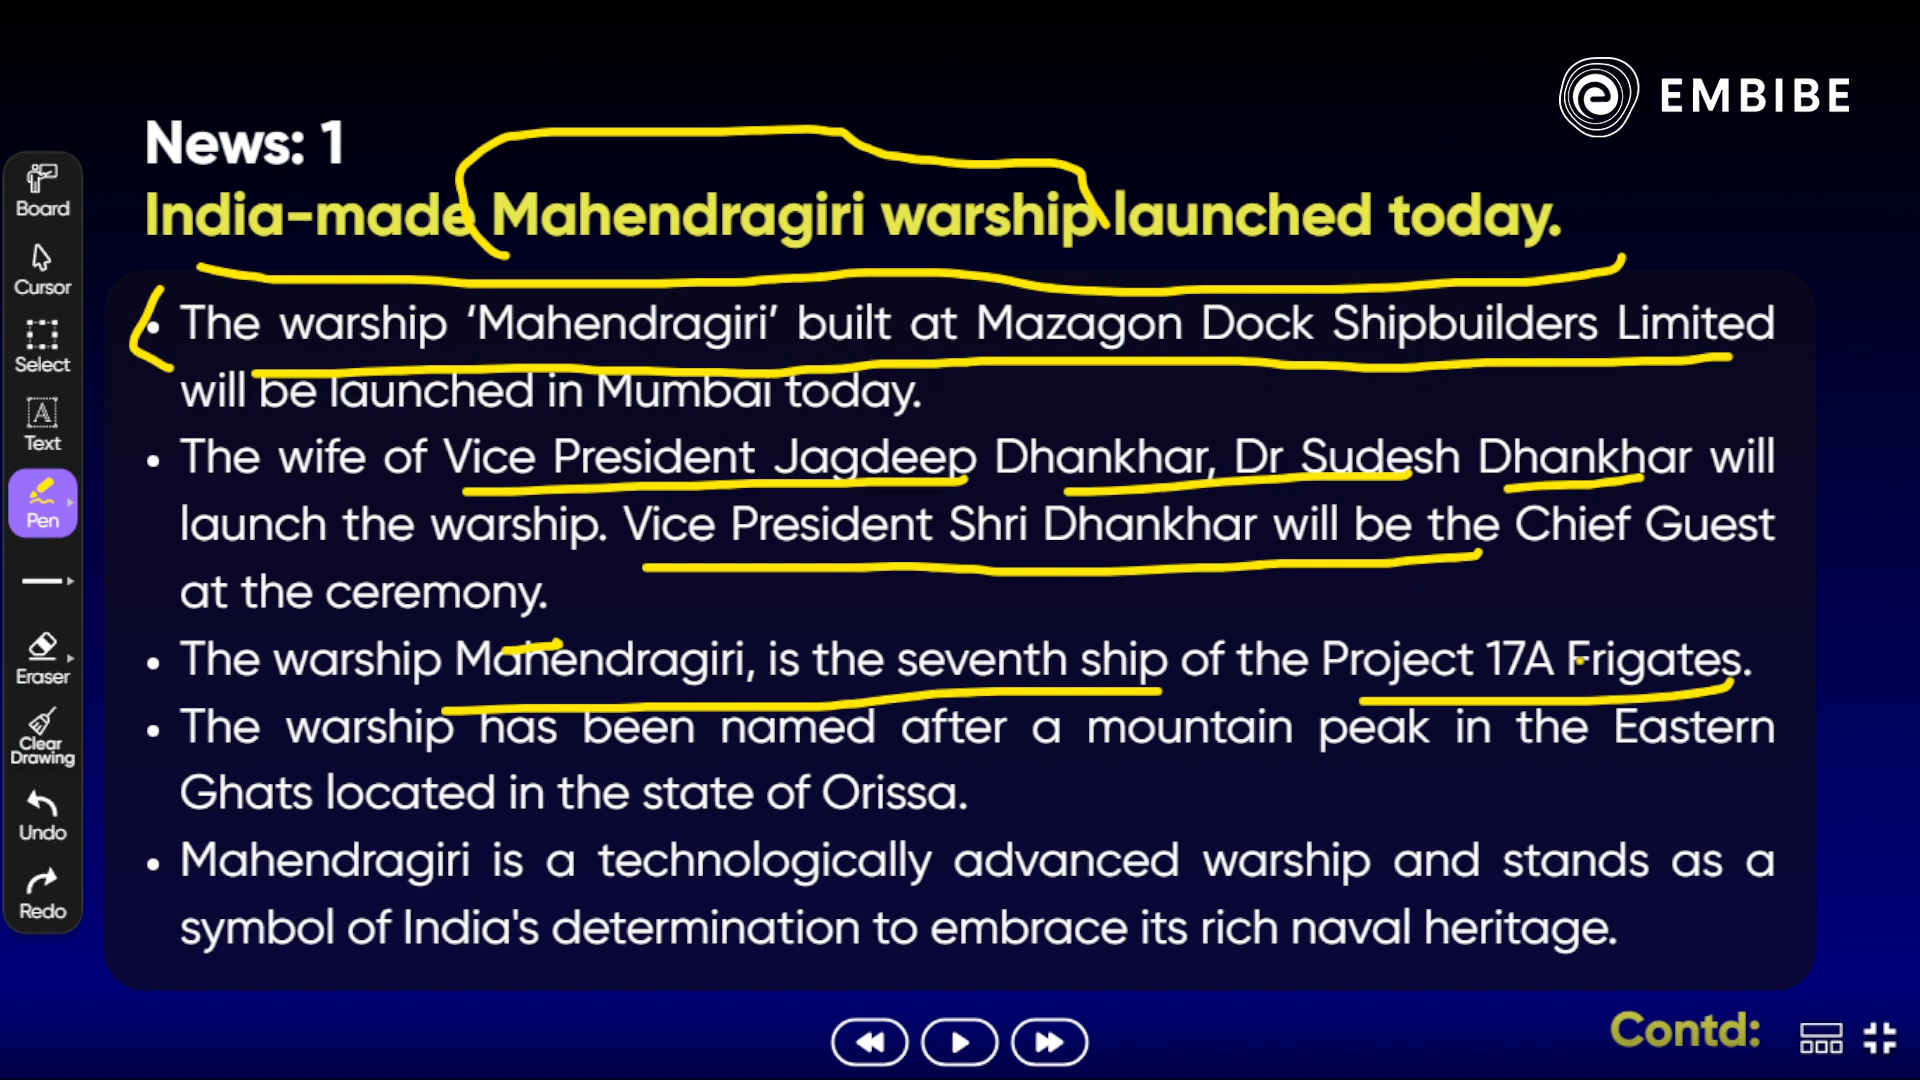 EMBIBE
News: 1
India-made Mahendragiri warship launched today.
• The warship ‘Mahendragiri’ built at Mazagon Dock Shipbuilders Limited
will be launched in Mumbai today.
• The wife of Vice President Jagdeep Dhankhar, Dr Sudesh Dhankhar will
launch the warship. Vice President Shri Dhankhar will be the Chief Guest
at the ceremony.
• The warship Mahendragiri, is the seventh ship of the Project 17A Frigates.
• The warship has been named after a mountain peak in the Eastern
Ghats located in the state of Orissa.
• Mahendragiri is a technologically advanced warship and stands as a
symbol of India's determination to embrace its rich naval heritage.
Contd:
Board
Cursor
Select
Text
Pen
Eraser
Clear
Drawing
Undo
Redo